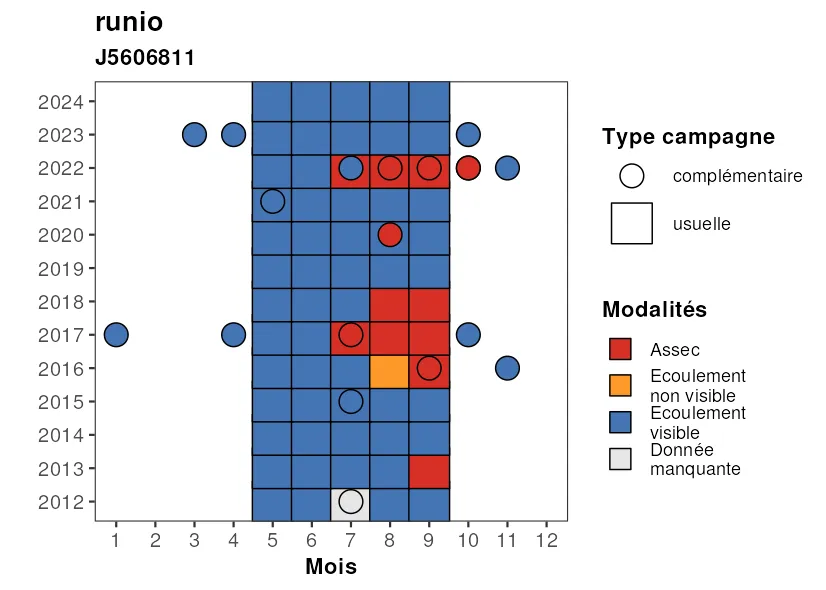 runio
J5606811
2024
2023
2022
2021
2020
2019
2018
2017
2016
2015
2014
2013
2012
1 2 3 4 5 6 7 8 9 10 11 12
Mois
Type campagne
complémentaire
usuelle
Modalités
Assec
Ecoulement
non visible
Ecoulement
visible
Donnée
manquante